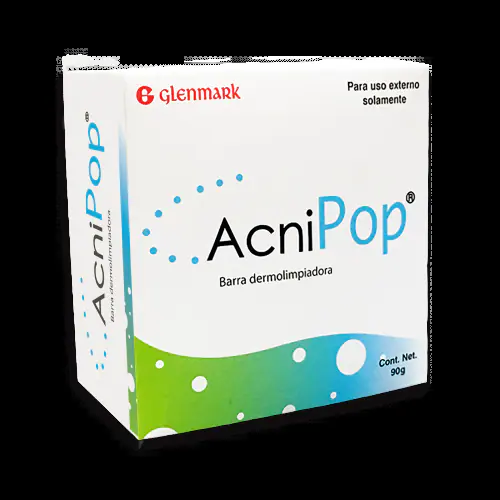 GLENMARK
Para uso externo
solamente
AcniPop®
Barra dermolimpiadora
Cont. Net.
90g
AcniPop
Barra dermolimpiadora